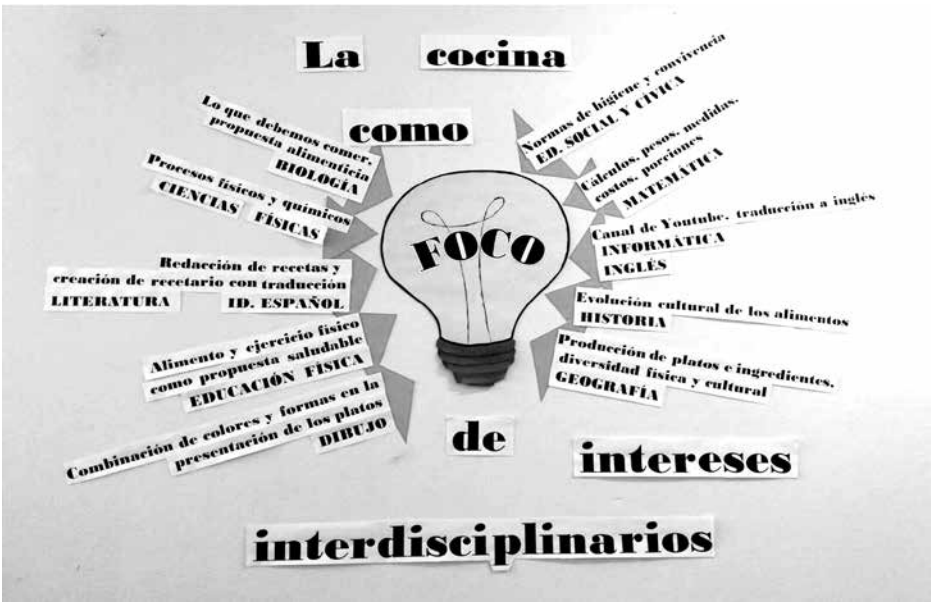 La cocina
como
FOCO
de
intereses
interdisciplinarios
Lo que debemos comer,
propuesta alimenticia
BIOLOGÍA
Procesos físicos y químicos
CIENCIAS FÍSICAS
Redacción de recetas y
creación de recetario con traducción
LITERATURA ID. ESPAÑOL
Alimento y ejercicio físico
como propuesta saludable
EDUCACIÓN FÍSICA
Combinación de colores y formas en la
presentación de los platos
DIBUJO
Normas de higiene y convivencia
ED. SOCIAL Y CÍVICA
Cálculos, pesos, medidas,
costos, porciones
MATEMÁTICA
Canal de Youtube, traducción a inglés
INFORMÁTICA
INGLÉS
Evolución cultural de los alimentos
HISTORIA
Producción de platos e ingredientes,
diversidad física y cultural
GEOGRAFÍA